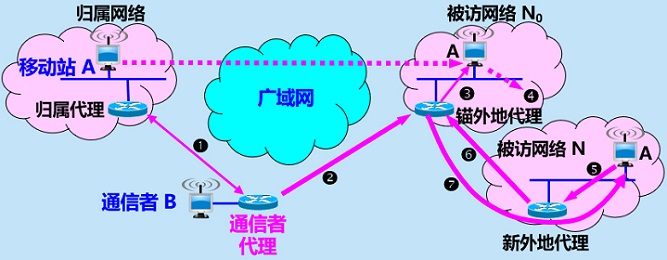 归属网络
被访网络 N₀
移动站 A
A
广域网
归属代理
❸
❹
锚外地代理
❶
❷
❻
被访网络 N
❺
A
❼
通信者 B
通信者
代理
新外地代理